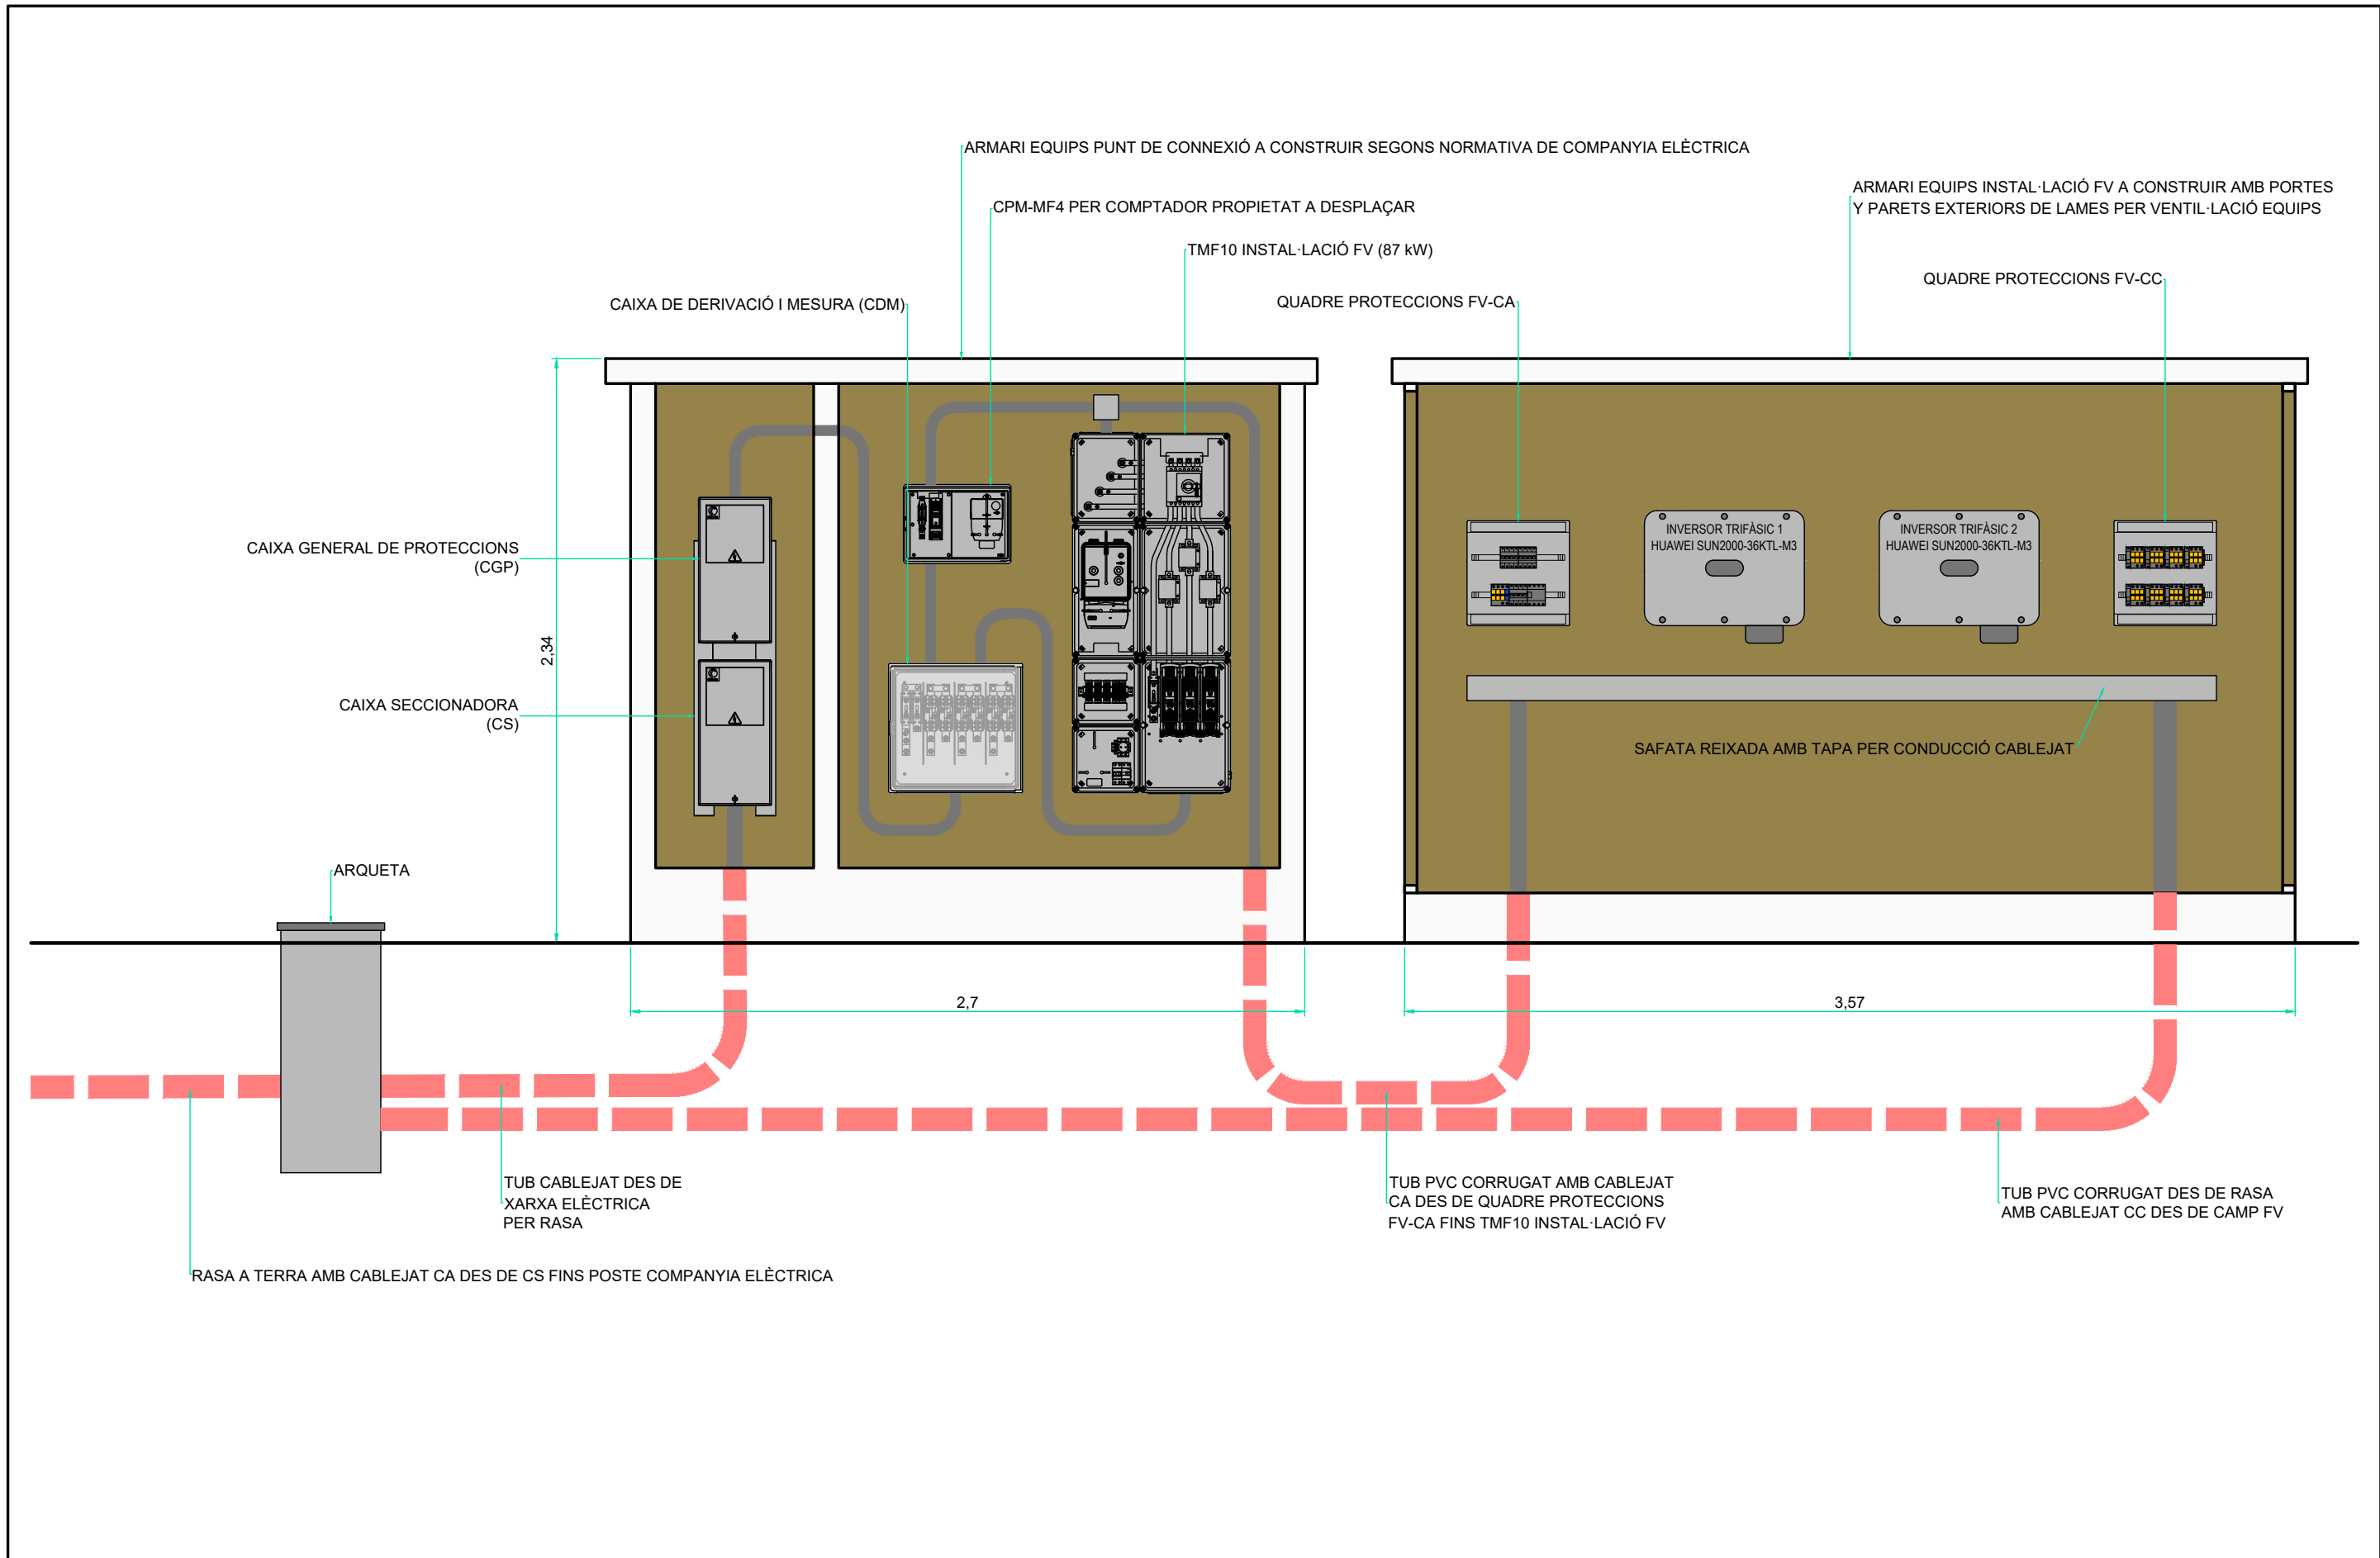 ARMARI EQUIPS PUNT DE CONNEXIÓ A CONSTRUIR SEGONS NORMATIVA DE COMPANYIA ELÈCTRICA
ARMARI EQUIPS INSTAL·LACIÓ FV A CONSTRUIR AMB PORTES
Y PARETS EXTERIORS DE LAMES PER VENTIL·LACIÓ EQUIPS
CPM-MF4 PER COMPTADOR PROPIETAT A DESPLAÇAR
TMF10 INSTAL·LACIÓ FV (87 kW)
QUADRE PROTECCIONS FV-CC
CAIXA DE DERIVACIÓ I MESURA (CDM)
QUADRE PROTECCIONS FV-CA
INVERSOR TRIFÀSIC 1
HUAWEI SUN2000-36KTL-M3
INVERSOR TRIFÀSIC 2
HUAWEI SUN2000-36KTL-M3
CAIXA GENERAL DE PROTECCIONS
(CGP)
2,34
CAIXA SECCIONADORA
(CS)
SAFATA REIXADA AMB TAPA PER CONDUCCIÓ CABLEJAT
ARQUETA
2,7
3,57
TUB CABLEJAT DES DE
XARXA ELÈCTRICA
PER RASA
TUB PVC CORRUGAT AMB CABLEJAT
CA DES DE QUADRE PROTECCIONS
FV-CA FINS TMF10 INSTAL·LACIÓ FV
TUB PVC CORRUGAT DES DE RASA
AMB CABLEJAT CC DES DE CAMP FV
RASA A TERRA AMB CABLEJAT CA DES DE CS FINS POSTE COMPANYIA ELÈCTRICA